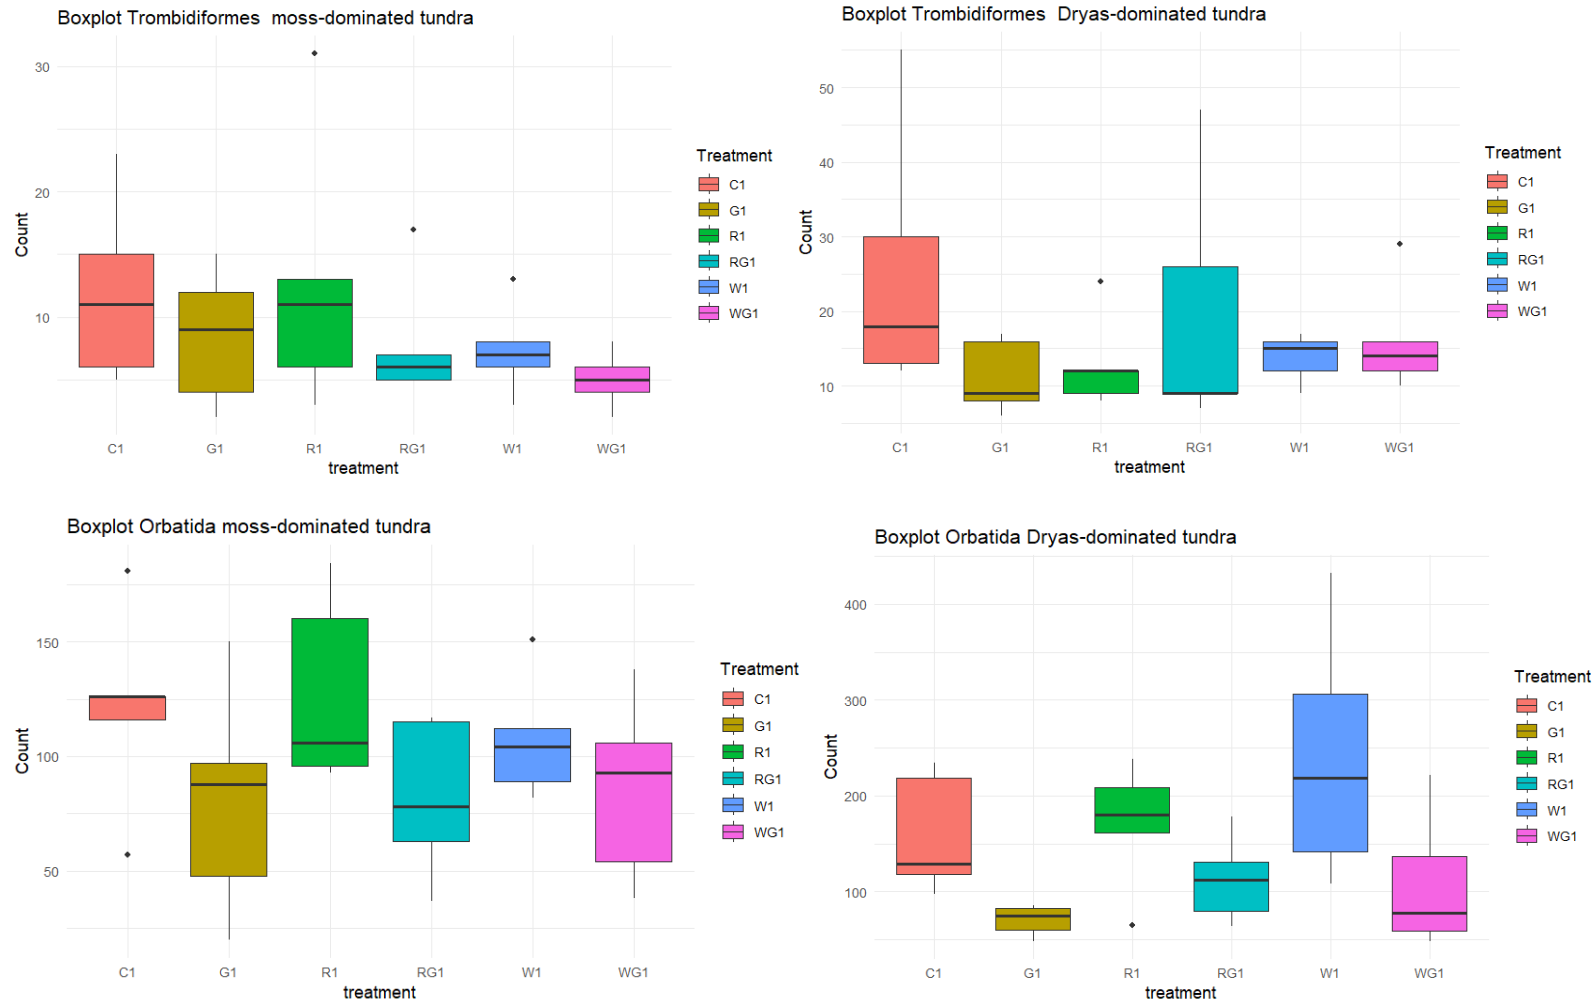 Boxplot Trombidiformes  moss-dominated tundra
30
20
10
Count
C1
G1
R1
RG1
W1
WG1
treatment
Treatment
C1
G1
R1
RG1
W1
WG1
Boxplot Trombidiformes  Dryas-dominated tundra
50
40
30
20
10
Count
C1
G1
R1
RG1
W1
WG1
treatment
Treatment
C1
G1
R1
RG1
W1
WG1
Boxplot Orbatida moss-dominated tundra
150
100
50
Count
C1
G1
R1
RG1
W1
WG1
treatment
Treatment
C1
G1
R1
RG1
W1
WG1
Boxplot Orbatida Dryas-dominated tundra
400
300
200
100
Count
C1
G1
R1
RG1
W1
WG1
treatment
Treatment
C1
G1
R1
RG1
W1
WG1